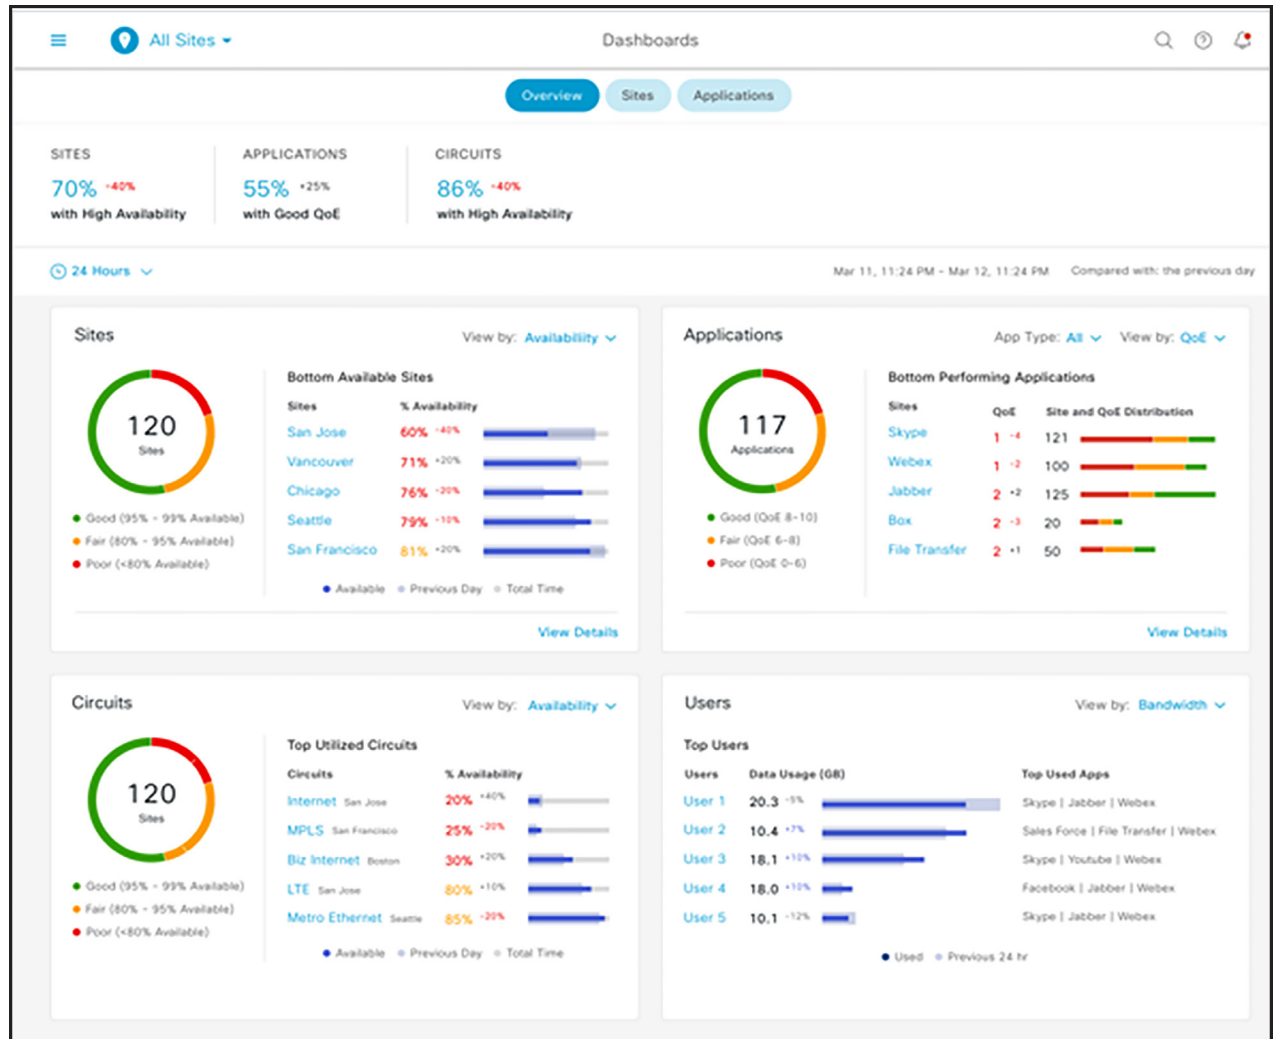 All Sites
Dashboards
Overview Sites Applications
SITES APPLICATIONS CIRCUITS
70% -40% 55% +25% 86% -40%
with High Availability with Good QoE with High Availability
24 Hours
Mar 11, 11:24 PM - Mar 12, 11:24 PM Compared with: the previous day
Sites View by: Availability
120
Sites
Good (95% - 99% Available)
Fair (80% - 95% Available)
Poor (<80% Available)
Bottom Available Sites
Sites % Availability
San Jose 60% -40%
Vancouver 71% +20%
Chicago 76% -20%
Seattle 79% -10%
San Francisco 81% +20%
Available Previous Day Total Time
View Details
Applications App Type: All View by: QoE
117
Applications
Good (QoE 8-10)
Fair (QoE 6-8)
Poor (QoE 0-6)
Bottom Performing Applications
Sites QoE Site and QoE Distribution
Skype 1 -4 121
Webex 1 -2 100
Jabber 2 +2 125
Box 2 -3 20
File Transfer 2 +1 50
View Details
Circuits View by: Availability
120
Sites
Good (95% - 99% Available)
Fair (80% - 95% Available)
Poor (<80% Available)
Top Utilized Circuits
Circuits % Availability
Internet San Jose 20% +40%
MPLS San Francisco 25% -20%
Biz Internet Boston 30% +20%
LTE San Jose 80% +10%
Metro Ethernet Seattle 85% -20%
Available Previous Day Total Time
Users View by: Bandwidth
Top Users
Users Data Usage (GB) Top Used Apps
User 1 20.3 -5% Skype | Jabber | Webex
User 2 10.4 +7% Sales Force | File Transfer | Webex
User 3 18.1 +10% Skype | Youtube | Webex
User 4 18.0 +10% Facebook | Jabber | Webex
User 5 10.1 -12% Skype | Jabber | Webex
Used Previous 24 hr